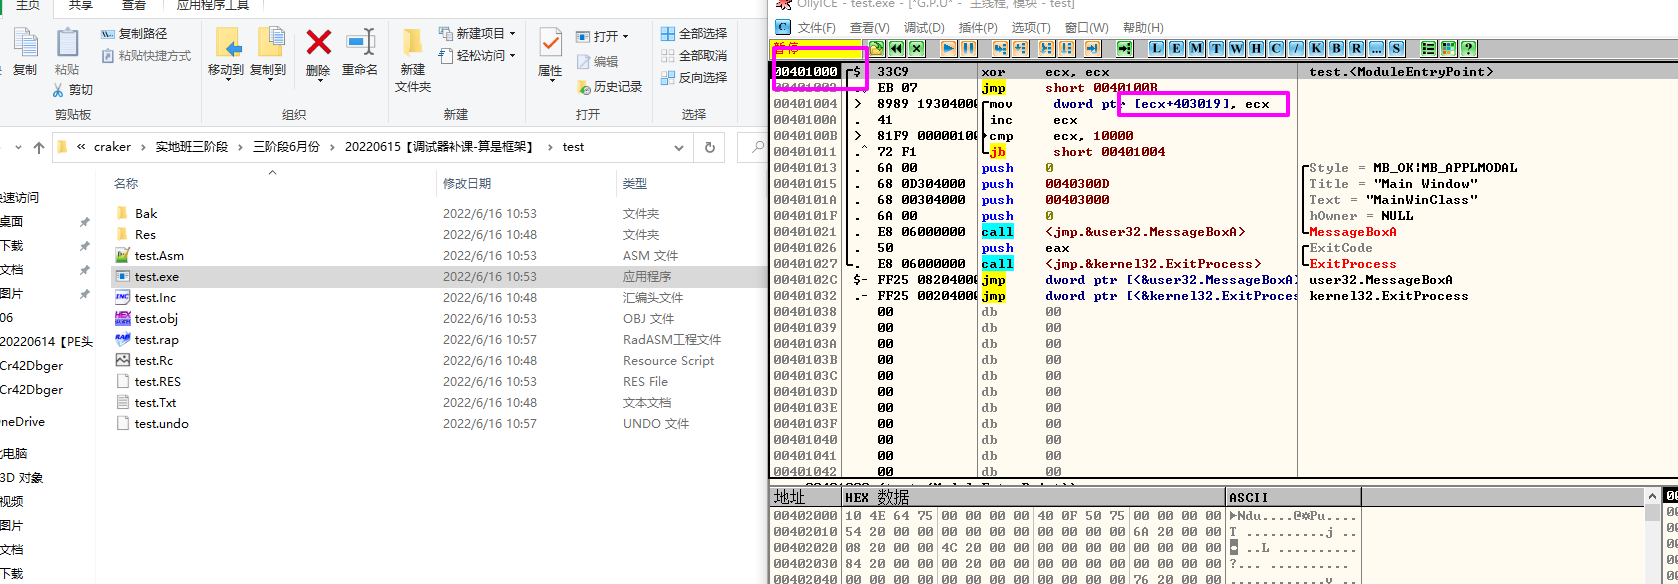 主页 共享 查看 应用程序工具
复制 粘贴 复制路径 粘贴快捷方式 剪切
剪贴板
移动到 复制到 删除 重命名
组织
新建文件夹 新建项目 轻松访问
新建
属性 打开 编辑 历史记录
打开
全部选择 全部取消 反向选择
选择
« craker › 实地班三阶段 › 三阶段6月份 › 20220615【调试器补课-算是框架】 › test
名称 修改日期 类型
Bak 2022/6/16 10:53 文件夹
Res 2022/6/16 10:53 文件夹
test.Asm 2022/6/16 10:53 ASM 文件
test.exe 2022/6/16 10:53 应用程序
test.Inc 2022/6/16 10:48 汇编头文件
test.obj 2022/6/16 10:53 OBJ 文件
test.rap 2022/6/16 10:57 RadASM工程文件
test.Rc 2022/6/16 10:48 Resource Script
test.RES 2022/6/16 10:53 RES File
test.Txt 2022/6/16 10:48 文本文档
test.undo 2022/6/16 10:57 UNDO 文件
快速访问
桌面
下载
文档
图片
06
20220614【PE头
Cr42Dbger
Cr42Dbger
neDrive
此电脑
3D 对象
视频
图片
文档
下载
OllyICE - test.exe - [*G.P.U* - 主线程, 模块 - test]
C 文件(F) 查看(V) 调试(D) 插件(P) 选项(T) 窗口(W) 帮助(H)
暂停 L E M T W H C / K B R ... S
00401000 $ 33C9 xor ecx, ecx test.<ModuleEntryPoint>
00401002 . EB 07 jmp short 0040100B
00401004 > 8989 19304000 mov dword ptr [ecx+403019], ecx
0040100A . 41 inc ecx
0040100B > 81F9 00000100 cmp ecx, 10000
00401011 .^ 72 F1 jb short 00401004
00401013 . 6A 00 push 0 Style = MB_OK|MB_APPLMODAL
00401015 . 68 0D304000 push 0040300D Title = "Main Window"
0040101A . 68 00304000 push 00403000 Text = "MainWinClass"
0040101F . 6A 00 push 0 hOwner = NULL
00401021 . E8 06000000 call <jmp.&user32.MessageBoxA> MessageBoxA
00401026 . 50 push eax ExitCode
00401027 . E8 06000000 call <jmp.&kernel32.ExitProcess> ExitProcess
0040102C $- FF25 08204000 jmp dword ptr [<&user32.MessageBoxA> user32.MessageBoxA
00401032 .- FF25 00204000 jmp dword ptr [<&kernel32.ExitProces kernel32.ExitProcess
00401038 00 db 00
00401039 00 db 00
0040103A 00 db 00
0040103B 00 db 00
0040103C 00 db 00
0040103D 00 db 00
0040103E 00 db 00
0040103F 00 db 00
00401040 00 db 00
00401041 00 db 00
00401042 00 db 00
地址 HEX 数据 ASCII
00402000 10 4E 64 75 00 00 00 00 40 0F 50 75 00 00 00 00 ►Ndu....@¤Pu....
00402010 54 20 00 00 00 00 00 00 00 00 00 00 6A 20 00 00 T ..........j ..
00402020 08 20 00 00 4C 20 00 00 00 00 00 00 00 00 00 00 ◘ ..L ..........
00402030 84 20 00 00 00 20 00 00 00 00 00 00 00 00 00 00 ?... ..........
00402040 00 00 00 00 00 00 00 00 00 00 00 00 76 20 00 00 ............v ..